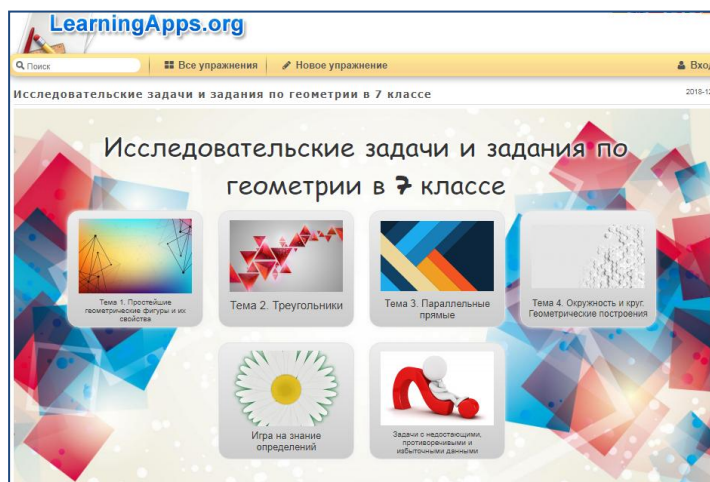 LearningApps.org
Поиск
Все упражнения
Новое упражнение
Вход
Исследовательские задачи и задания по геометрии в 7 классе
2018-12
Исследовательские задачи и задания по
геометрии в 7 классе
Тема 1. Простейшие
геометрические фигуры и их
свойства
Тема 2. Треугольники
Тема 3. Параллельные
прямые
Тема 4. Окружность и круг.
Геометрические построения
Игра на знание
определений
Задачи с недостающими,
противоречивыми и
избыточными данными